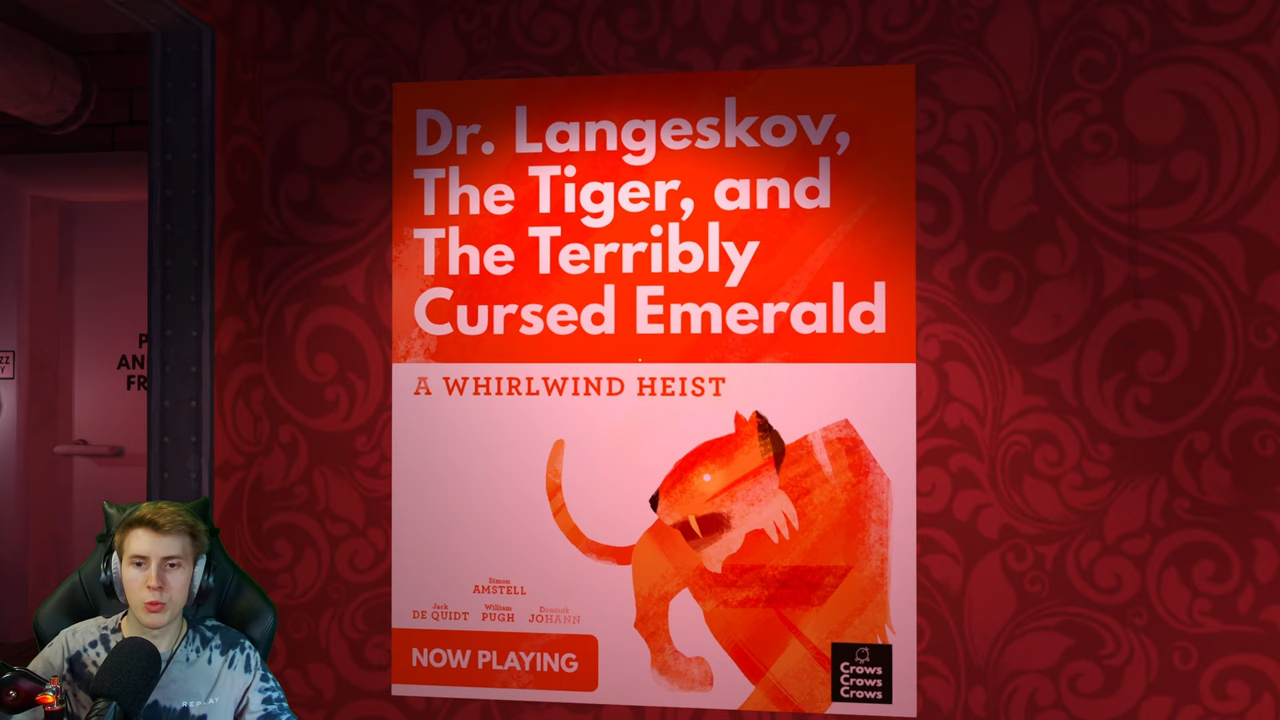 Dr. Langeskov,
The Tiger, and
The Terribly
Cursed Emerald
A WHIRLWIND HEIST
Simon
AMSTELL
Jack
DE QUIDT
William
PUGH
Dominik
JOHANN
NOW PLAYING
Crows
Crows
Crows
REPLAY